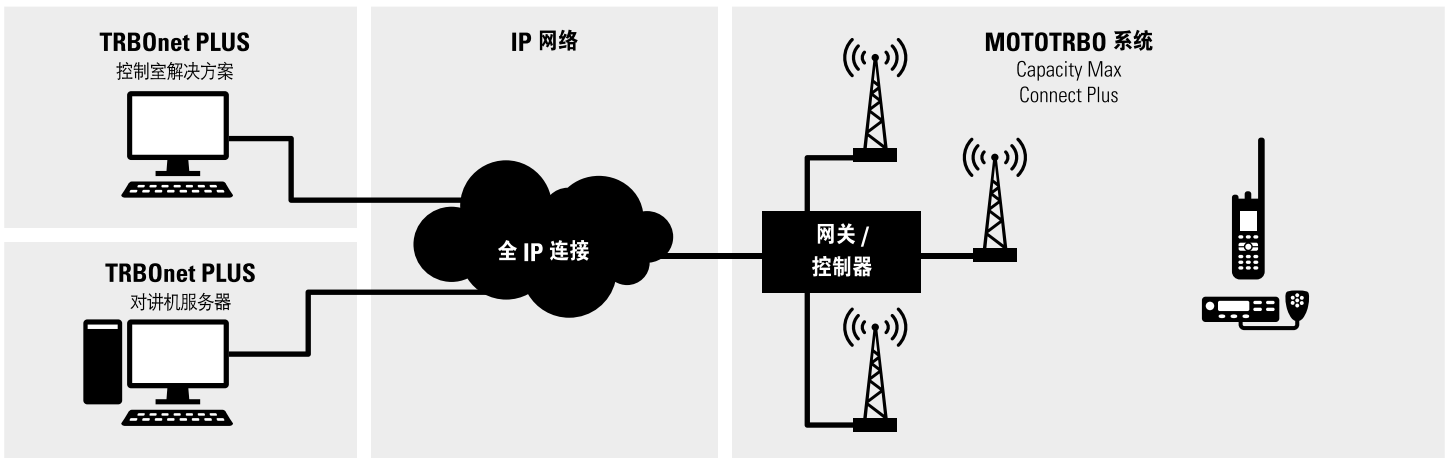 TRBOnet PLUS
控制室解决方案
TRBOnet PLUS
对讲机服务器
IP 网络
全 IP 连接
MOTOTRBO 系统
Capacity Max
Connect Plus
网关 /
控制器